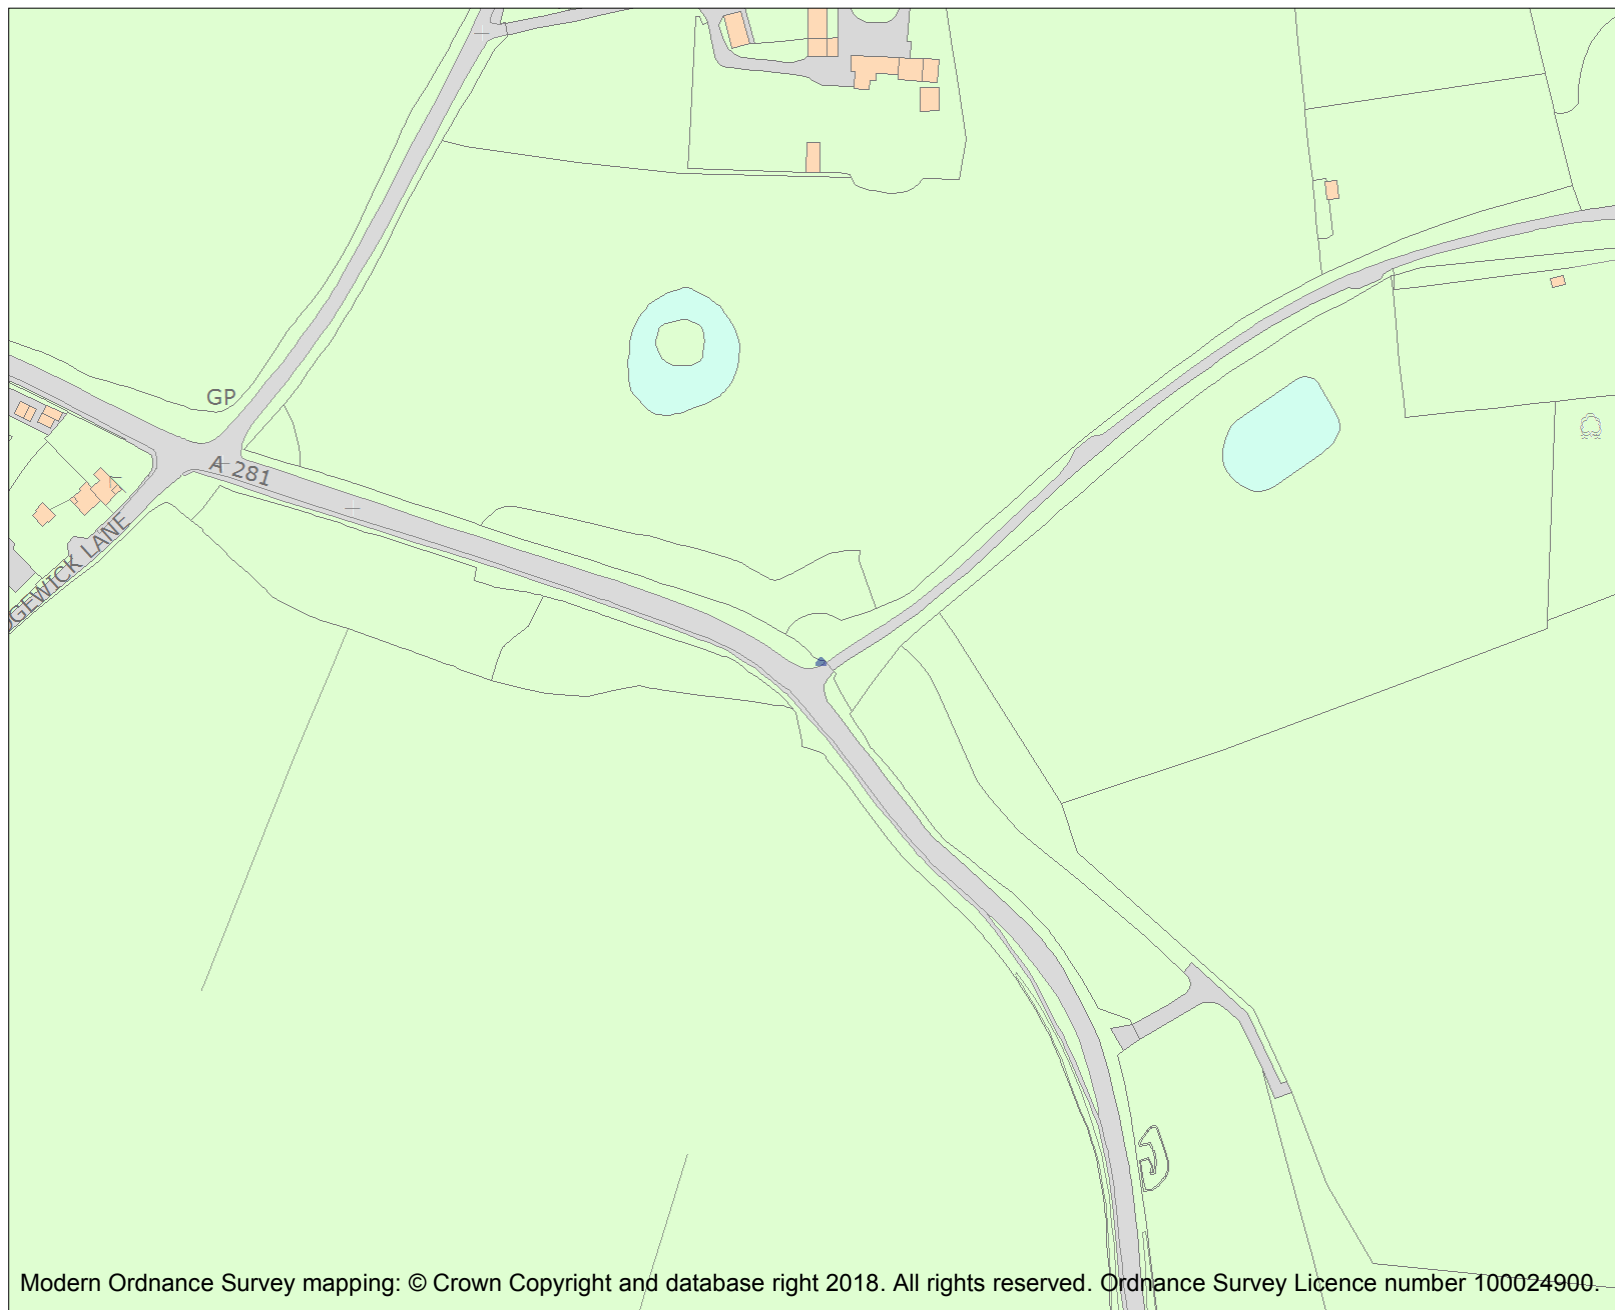 GP
A 281
DGEWICK LANE
Modern Ordnance Survey mapping: © Crown Copyright and database right 2018. All rights reserved. Ordnance Survey Licence number 100024900.